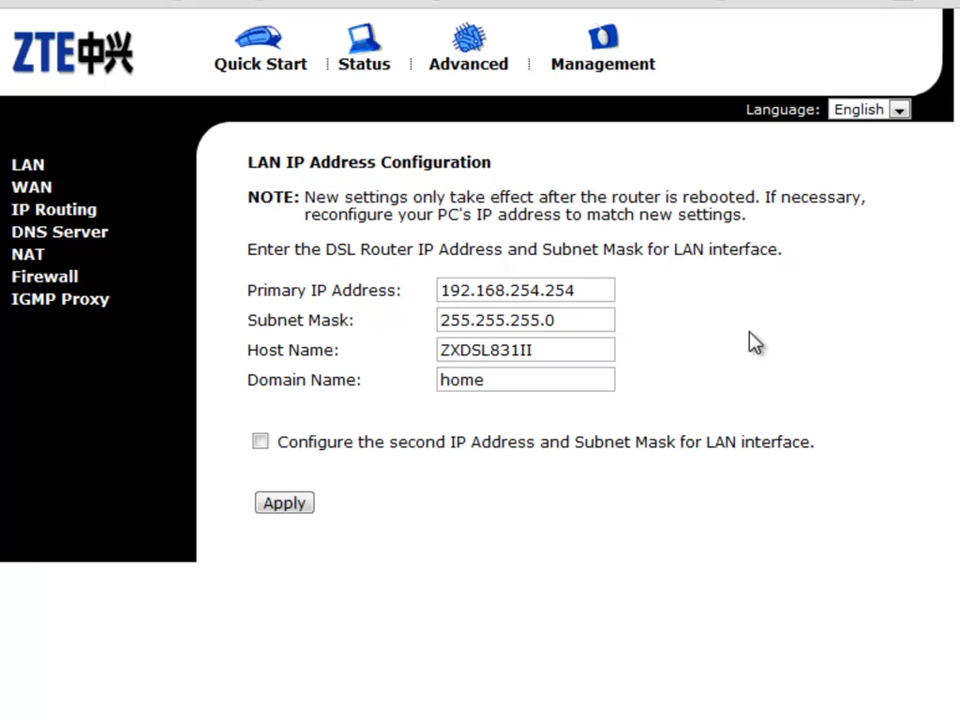 ZTE中兴
Quick Start
Status
Advanced
Management
Language: English
LAN
WAN
IP Routing
DNS Server
NAT
Firewall
IGMP Proxy
LAN IP Address Configuration
NOTE: New settings only take effect after the router is rebooted. If necessary,
reconfigure your PC's IP address to match new settings.
Enter the DSL Router IP Address and Subnet Mask for LAN interface.
Primary IP Address: 192.168.254.254
Subnet Mask: 255.255.255.0
Host Name: ZXDSL831II
Domain Name: home
Configure the second IP Address and Subnet Mask for LAN interface.
Apply